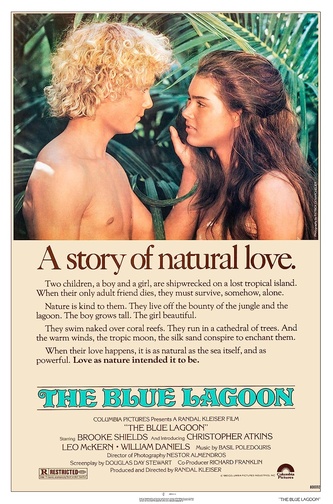 A story of natural love.
Two children, a boy and a girl, are shipwrecked on a lost tropical island.
When their only adult friend dies, they must survive, somehow, alone.
Nature is kind to them. They live off the bounty of the jungle and the
lagoon. The boy grows tall. The girl beautiful.
They swim naked over coral reefs. They run in a cathedral of trees. And
the warm winds, the tropic moon, the silk sand conspire to enchant them.
When their love happens, it is as natural as the sea itself, and as
powerful. Love as nature intended it to be.
THE BLUE LAGOON
COLUMBIA PICTURES Presents A RANDAL KLEISER FILM
"THE BLUE LAGOON"
Starring BROOKE SHIELDS And Introducing CHRISTOPHER ATKINS
LEO McKERN • WILLIAM DANIELS Music by BASIL POLEDOURIS
Director of Photography NESTOR ALMENDROS
Screenplay by DOUGLAS DAY STEWART Co-Producer RICHARD FRANKLIN
Produced and Directed by RANDAL KLEISER
R RESTRICTED
Columbia
Pictures
"THE BLUE LAGOON"